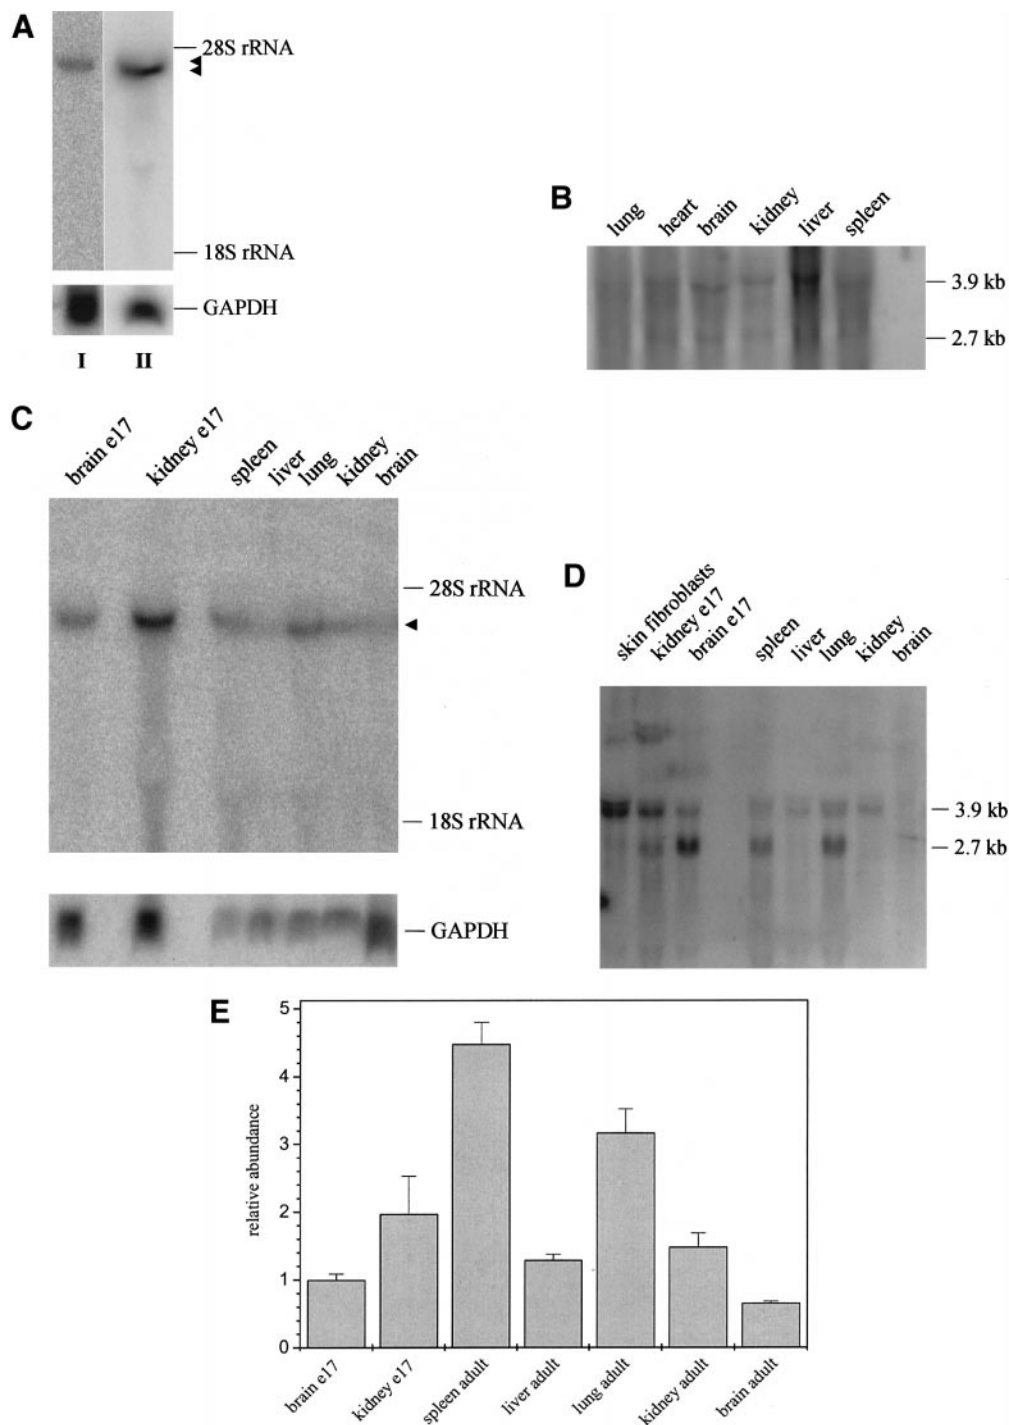 A
28S rRNA
18S rRNA
GAPDH
I II
B
lung heart brain kidney liver spleen
3.9 kb
2.7 kb
C
brain e17 kidney e17 spleen liver lung kidney brain
28S rRNA
18S rRNA
GAPDH
D
skin fibroblasts kidney e17 brain e17 spleen liver lung kidney brain
3.9 kb
2.7 kb
E
relative abundance
5
4
3
2
1
0
brain e17 kidney e17 spleen adult liver adult lung adult kidney adult brain adult